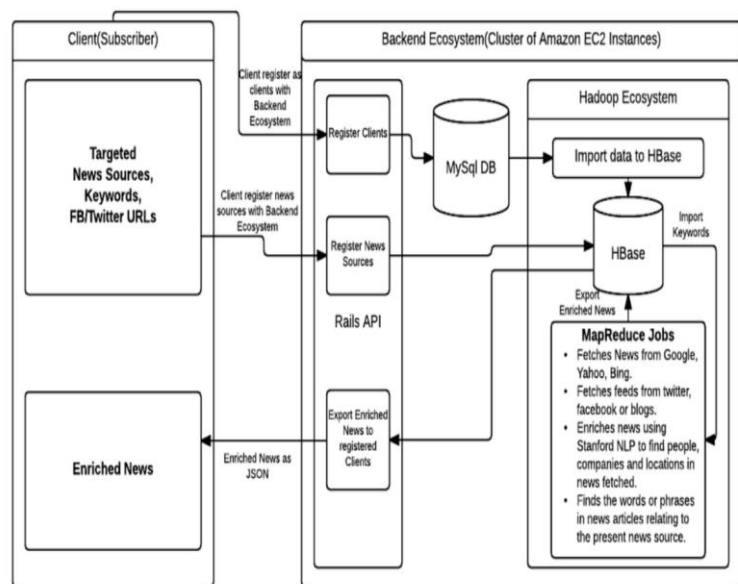 Client(Subscriber)
Targeted
News Sources,
Keywords,
FB/Twitter URLs
Enriched News
Client register as
clients with
Backend
Ecosystem
Client register news
sources with Backend
Ecosystem
Enriched News as
JSON
Backend Ecosystem(Cluster of Amazon EC2 Instances)
Register Clients
Register News
Sources
Rails API
Export Enriched
News to
registered
Clients
MySql DB
Hadoop Ecosystem
Import data to HBase
HBase
Import
Keywords
Export
Enriched News
MapReduce Jobs
• Fetches News from Google,
Yahoo, Bing.
• Fetches feeds from twitter,
facebook or blogs.
• Enriches news using
Stanford NLP to find people,
companies and locations in
news fetched.
• Finds the words or phrases
in news articles relating to
the present news source.